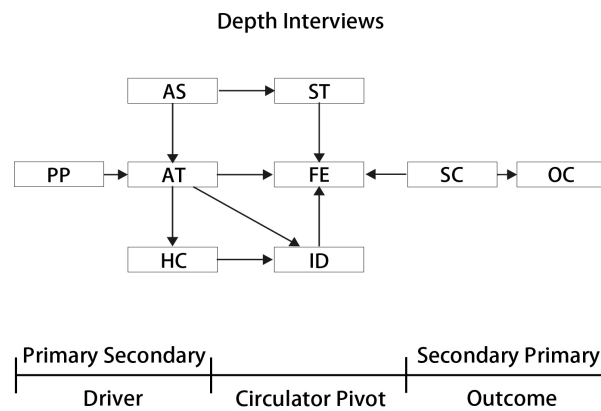 Depth Interviews
AS ST
PP AT FE SC OC
HC ID
Primary Secondary Secondary Primary
Driver Circulator Pivot Outcome